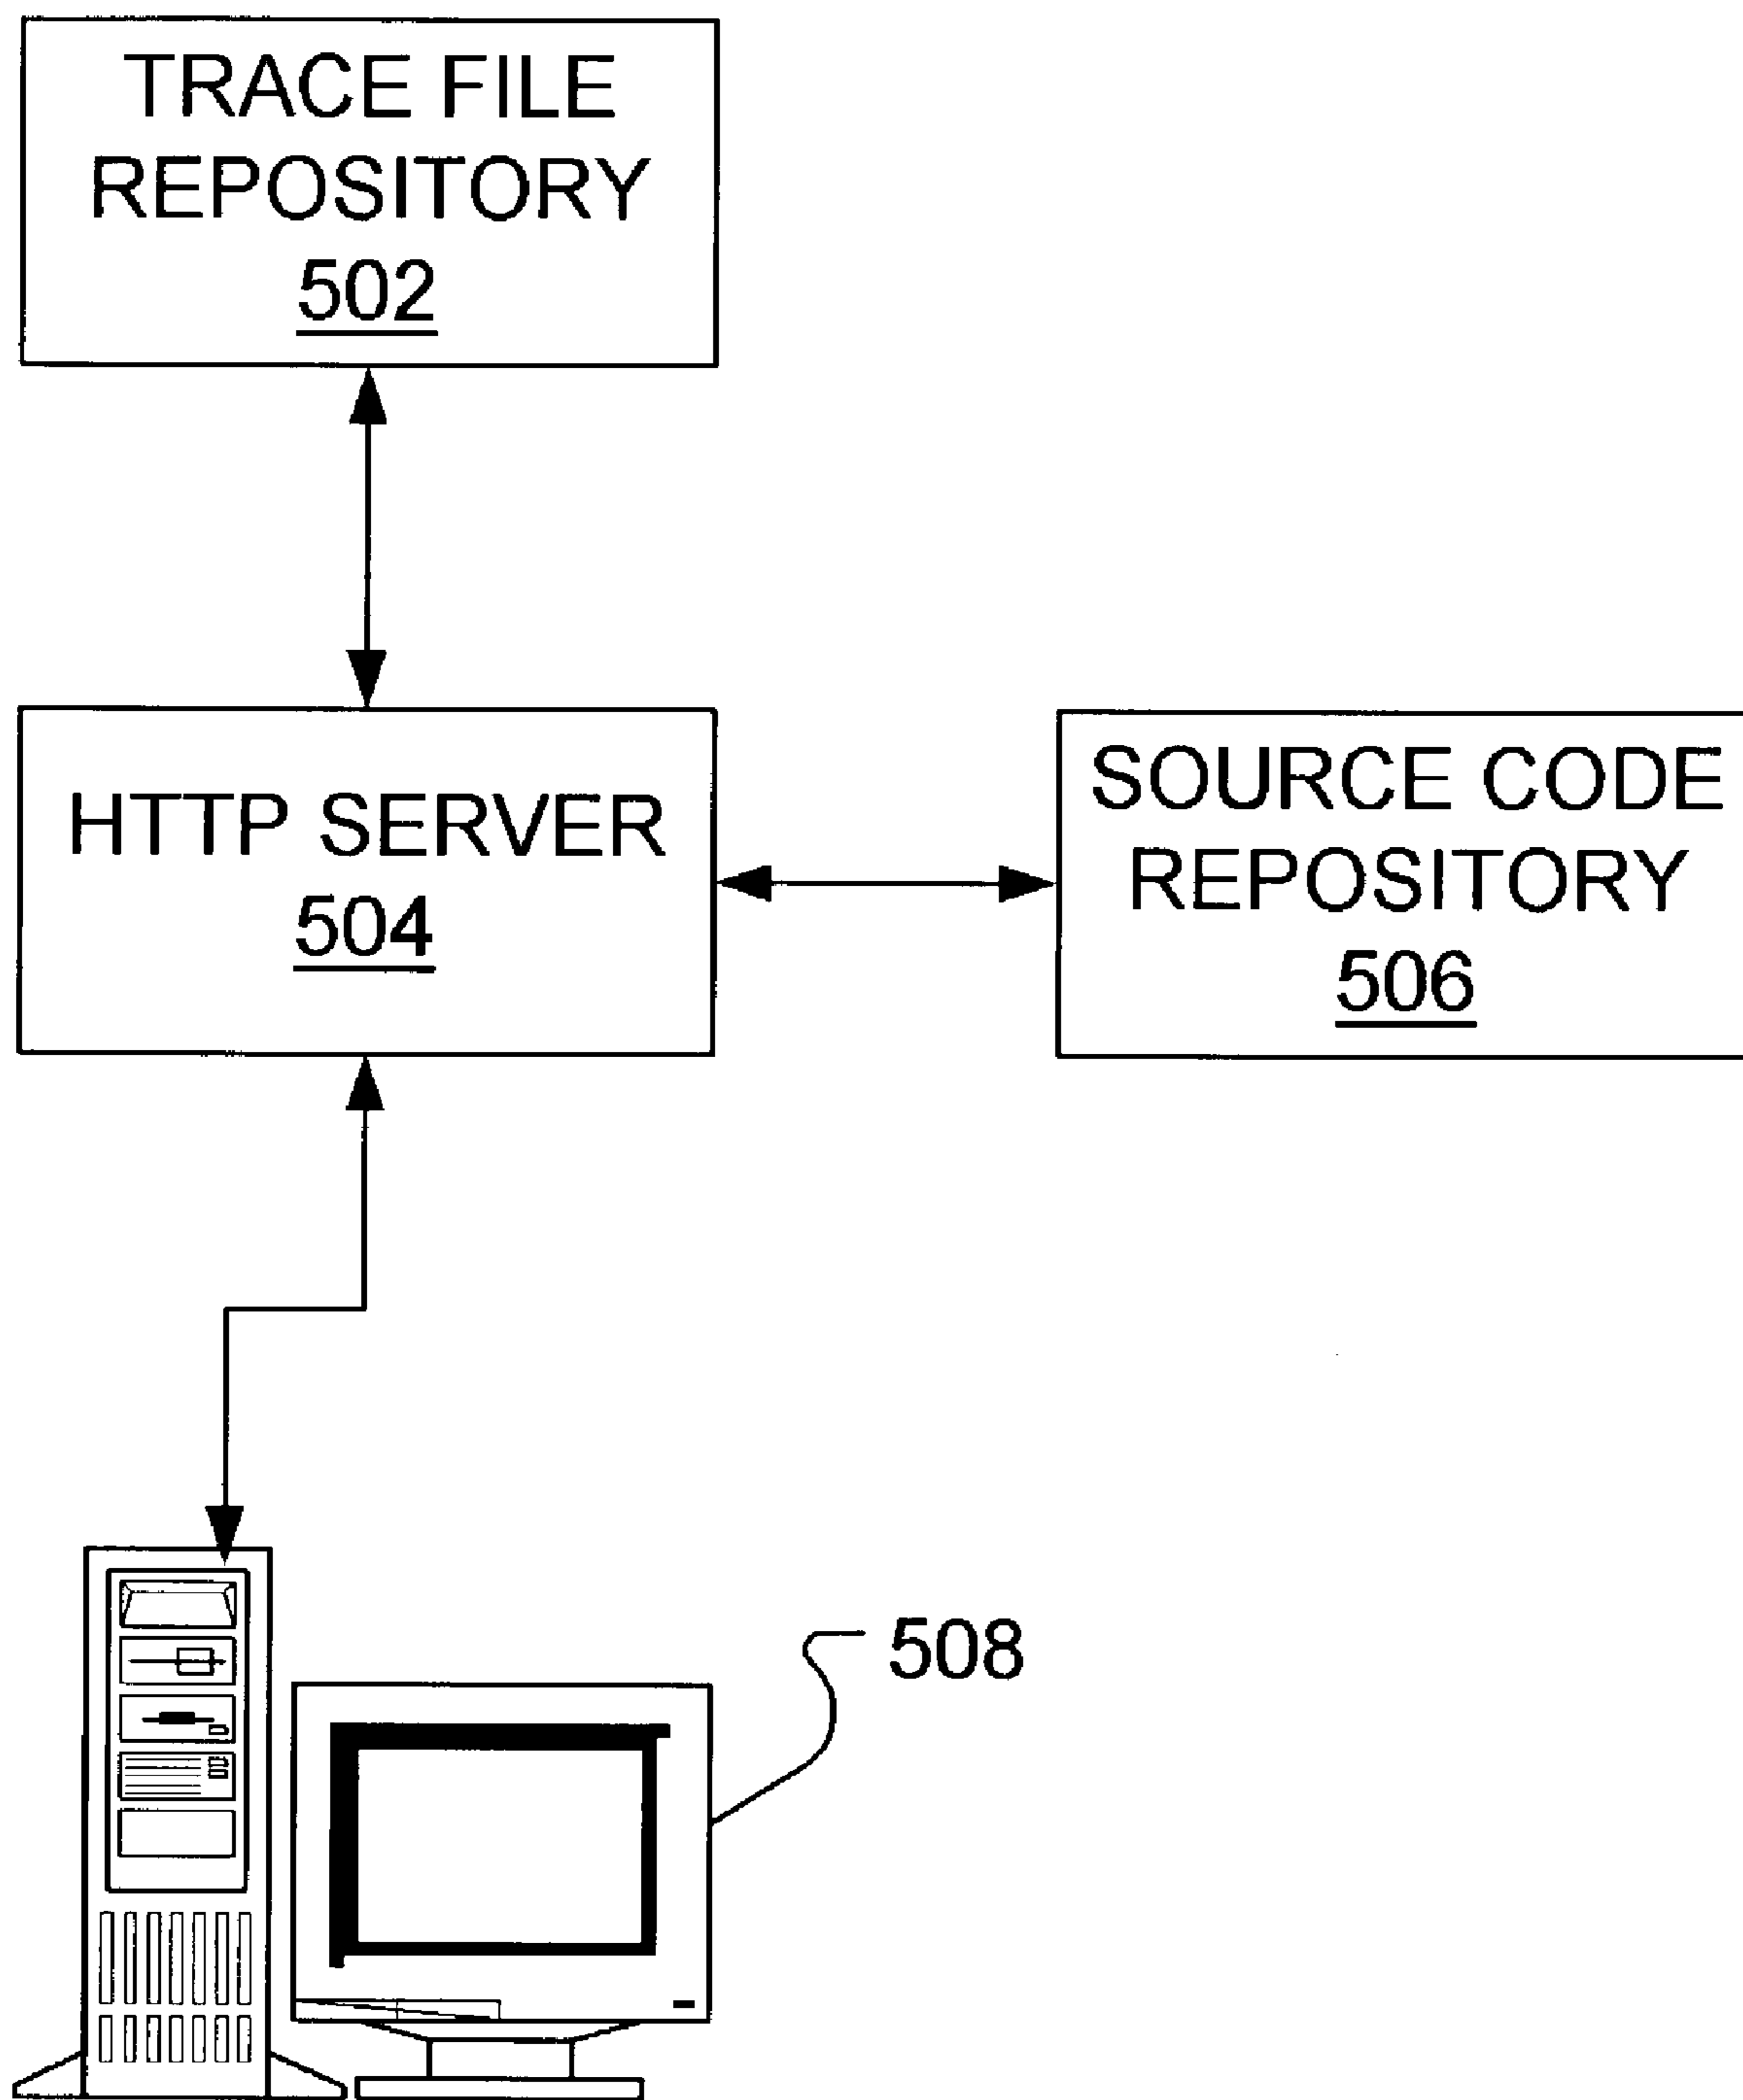 TRACE FILE
REPOSITORY
502
HTTP SERVER
504
SOURCE CODE
REPOSITORY
506
508